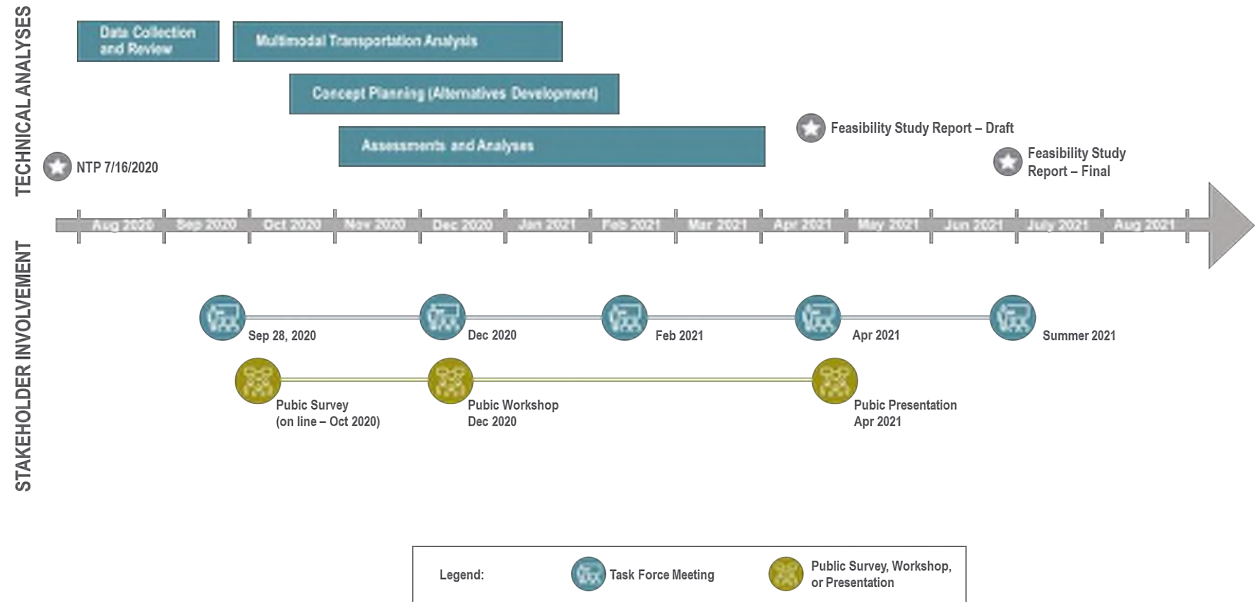 TECHNICAL ANALYSES
Data Collection
and Review
Multimodal Transportation Analysis
Concept Planning (Alternatives Development)
Assessments and Analyses
Feasibility Study Report – Draft
Feasibility Study
Report – Final
NTP 7/16/2020
Aug 2020
Sep 2020
Oct 2020
Nov 2020
Dec 2020
Jan 2021
Feb 2021
Mar 2021
Apr 2021
May 2021
Jun 2021
July 2021
Aug 2021
STAKEHOLDER INVOLVEMENT
Sep 28, 2020
Dec 2020
Feb 2021
Apr 2021
Summer 2021
Pubic Survey
(on line – Oct 2020)
Pubic Workshop
Dec 2020
Pubic Presentation
Apr 2021
Legend:
Task Force Meeting
Public Survey, Workshop,
or Presentation